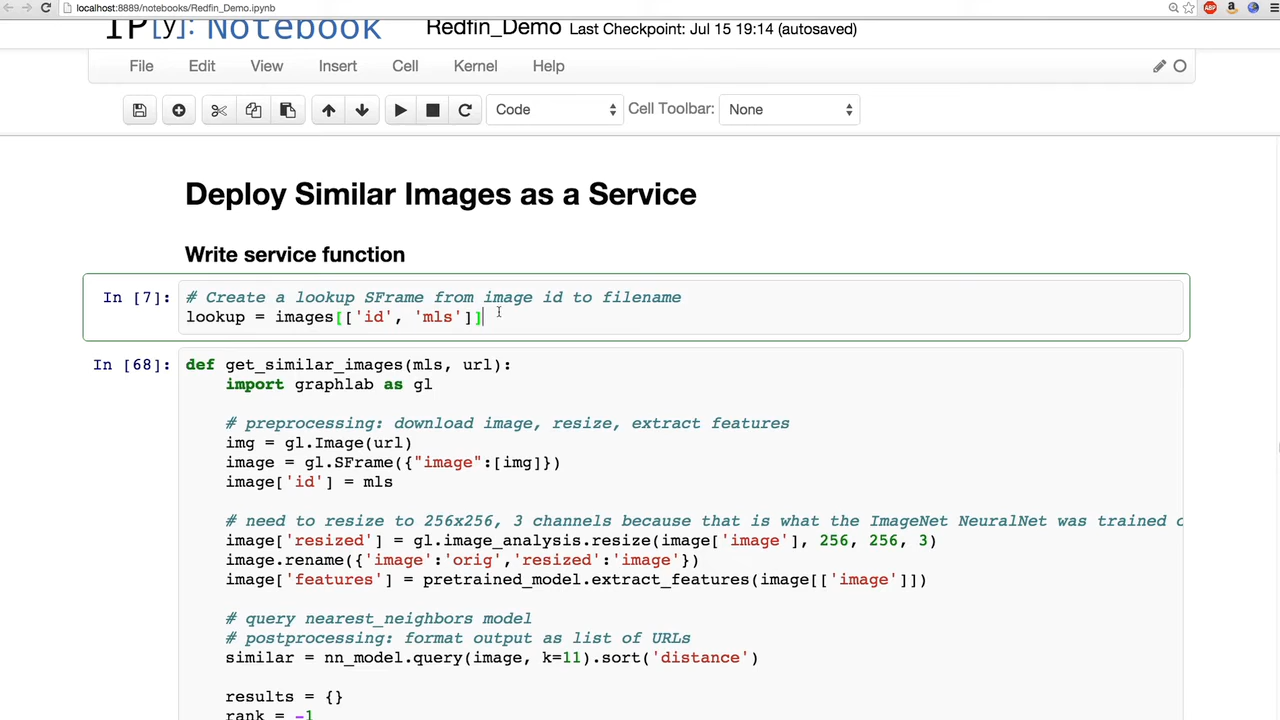 localhost:8889/notebooks/Redfin_Demo.ipynb
IP[y]: Notebook Redfin_Demo Last Checkpoint: Jul 15 19:14 (autosaved)
File Edit View Insert Cell Kernel Help
Code Cell Toolbar: None
Deploy Similar Images as a Service
Write service function
In [7]: # Create a lookup SFrame from image id to filename
lookup = images[['id', 'mls']]
In [68]: def get_similar_images(mls, url):
import graphlab as gl
# preprocessing: download image, resize, extract features
img = gl.Image(url)
image = gl.SFrame({"image":[img]})
image['id'] = mls
# need to resize to 256x256, 3 channels because that is what the ImageNet NeuralNet was trained
image['resized'] = gl.image_analysis.resize(image['image'], 256, 256, 3)
image.rename({'image':'orig','resized':'image'})
image['features'] = pretrained_model.extract_features(image[['image']])
# query nearest_neighbors model
# postprocessing: format output as list of URLs
similar = nn_model.query(image, k=11).sort('distance')
results = {}
rank = -1